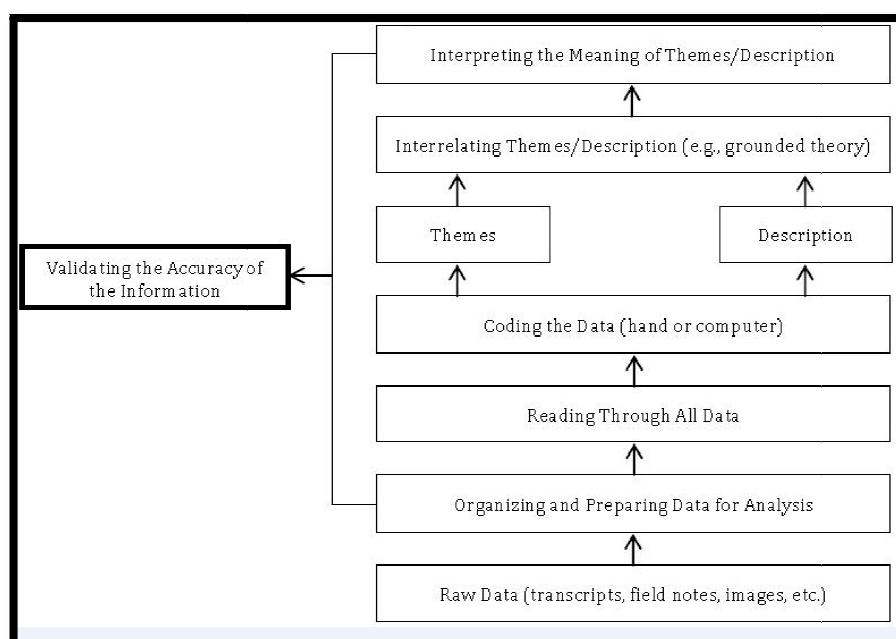 Interpreting the Meaning of Themes/Description
Interrelating Themes/Description (e.g., grounded theory)
Themes
Description
Validating the Accuracy of
the Information
Coding the Data (hand or computer)
Reading Through All Data
Organizing and Preparing Data for Analysis
Raw Data (transcripts, field notes, images, etc.)